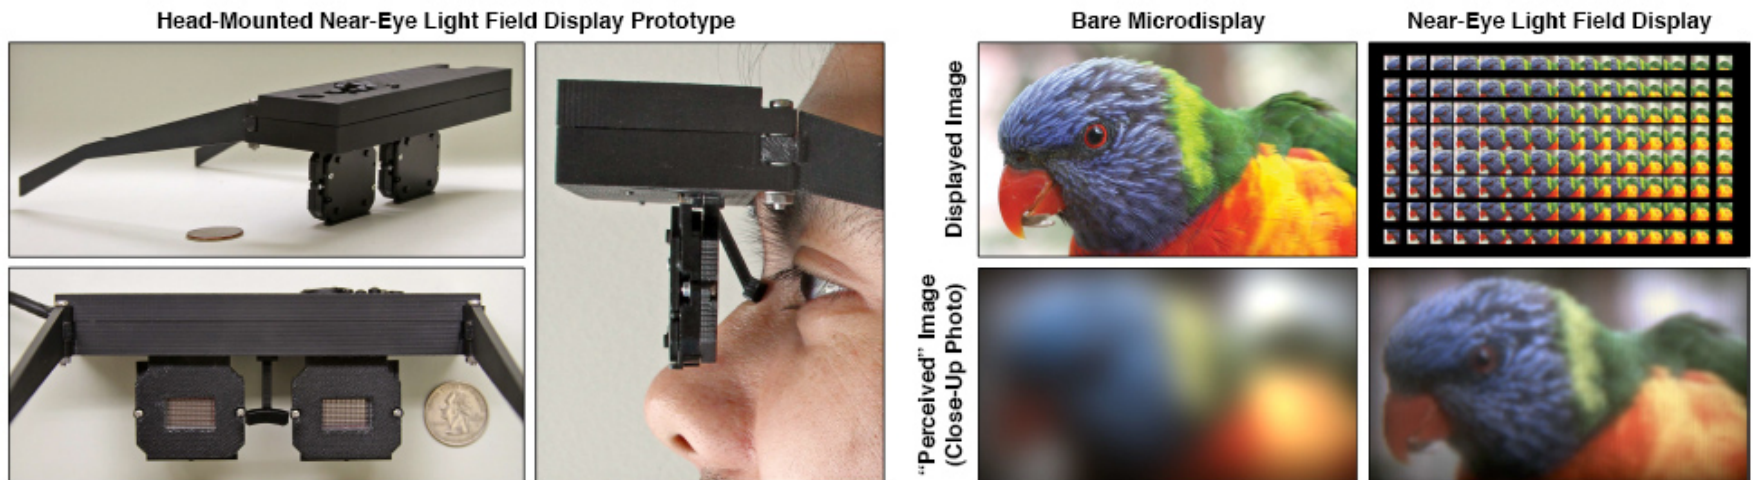 Head-Mounted Near-Eye Light Field Display Prototype
Bare Microdisplay
Near-Eye Light Field Display
Displayed Image
“Perceived” Image
(Close-Up Photo)